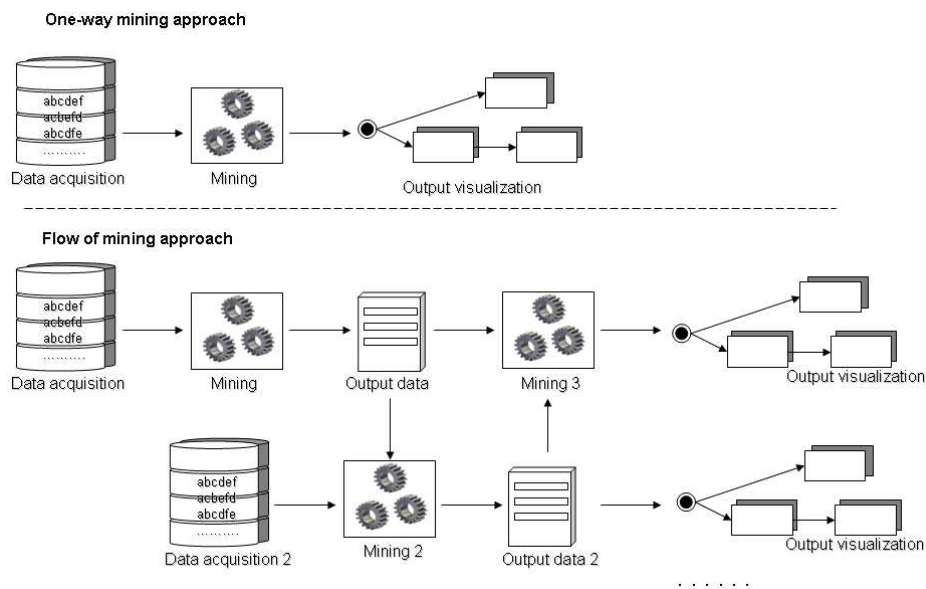 One-way mining approach
abcdef
acbefd
abcdfe
..........
Data acquisition
Mining
Output visualization
Flow of mining approach
abcdef
acbefd
abcdfe
..........
Data acquisition
Mining
Output data
Mining 3
Output visualization
abcdef
acbefd
abcdfe
..........
Data acquisition 2
Mining 2
Output data 2
Output visualization
. . . . . .